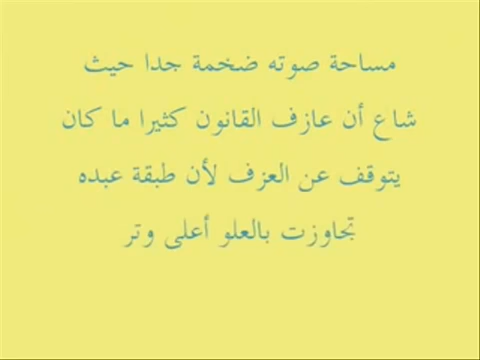 مساحة صوته ضخمة جدا حيث
شاع أن عازف القانون كثيرا ما كان
يتوقف عن العزف لأن طبقة عبده
تجاوزت بالعلو أعلى وتر